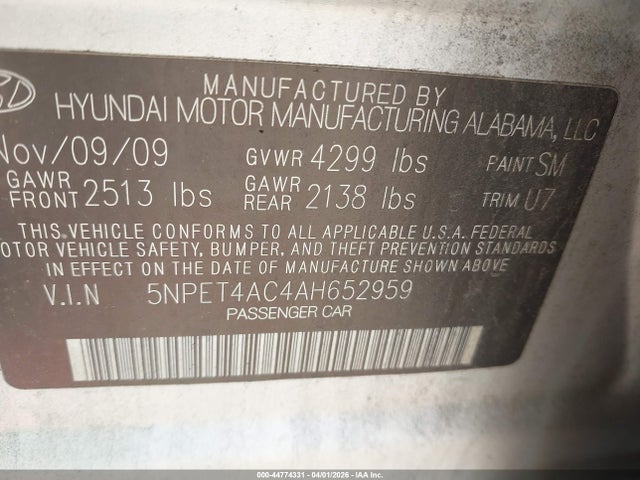 MANUFACTURED BY
HYUNDAI MOTOR MANUFACTURING ALABAMA, LLC
Nov/09/09 GVWR 4299 lbs PAINT SM
GAWR FRONT 2513 lbs GAWR REAR 2138 lbs TRIM U7
THIS VEHICLE CONFORMS TO ALL APPLICABLE U.S.A. FEDERAL
MOTOR VEHICLE SAFETY, BUMPER, AND THEFT PREVENTION STANDARDS
IN EFFECT ON THE DATE OF MANUFACTURE SHOWN ABOVE.
V.I.N 5NPET4AC4AH652959
PASSENGER CAR
000-44774331 - 04/01/2026 - IAA Inc.